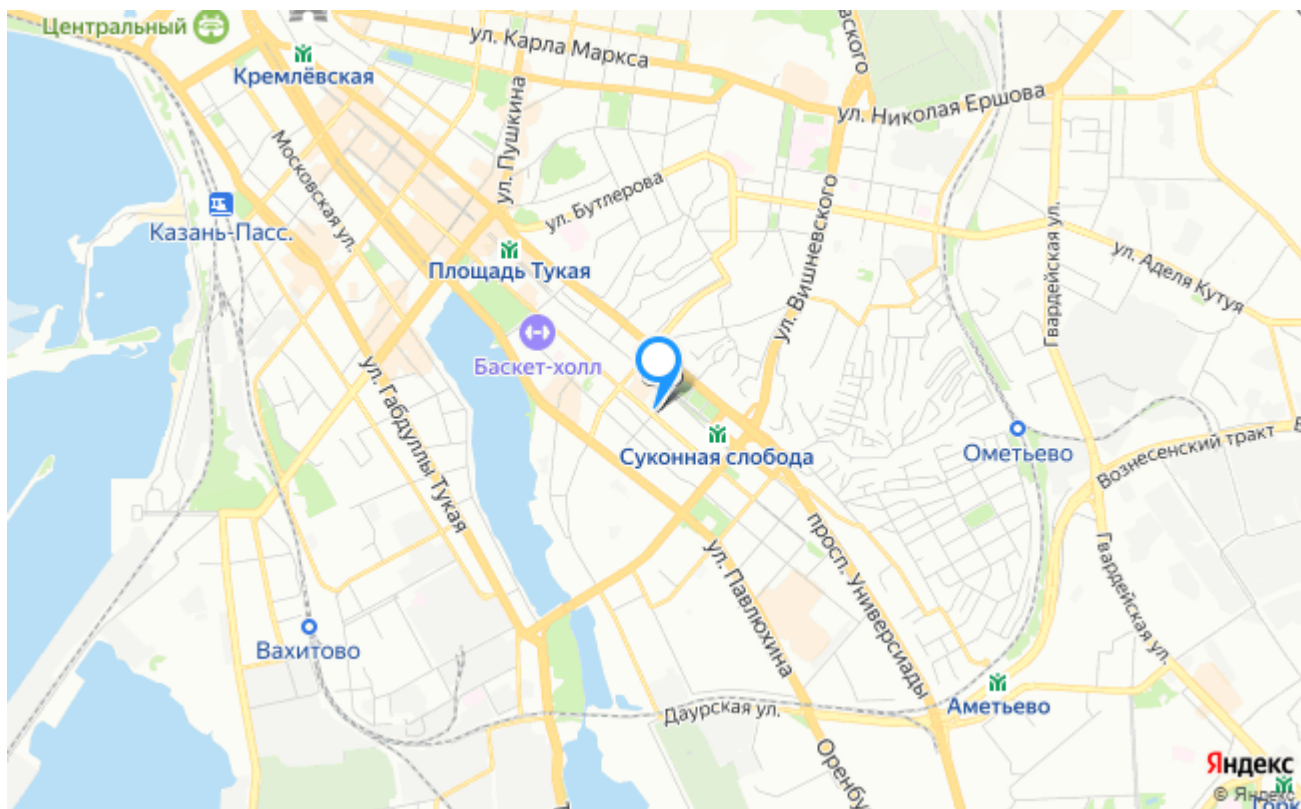 Центральный
Кремлёвская
ул. Карла Маркса
ул. Пушкина
ул. Николая Ершова
Московская ул.
Казань-Пасс.
ул. Бутлерова
Площадь Тукая
ул. Вишневского
Гвардейская ул.
ул. Аделя Кутуя
Баскет-холл
ул. Габдуллы Тукая
Суконная слобода
Ометьево
Вознесенский тракт
просп. Универсиады
ул. Павлюхина
Гвардейская ул.
Вахитово
Даурская ул.
Аметьево
Яндекс
© Яндекс